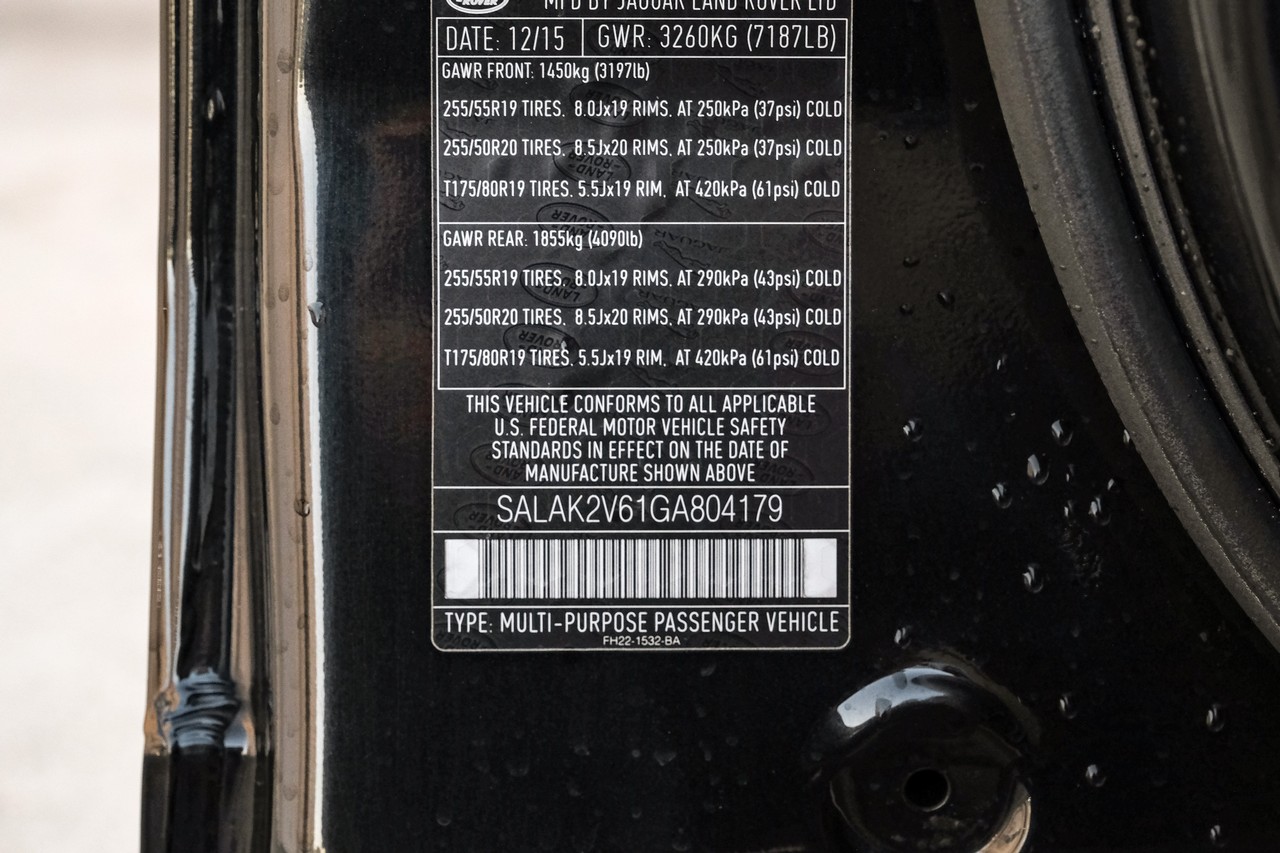 ROVER
MFD BY JAGUAR LAND ROVER LTD
DATE: 12/15 GWR: 3260KG (7187LB)
GAWR FRONT: 1450kg (3197lb)
255/55R19 TIRES, 8.0Jx19 RIMS, AT 250kPa (37psi) COLD
255/50R20 TIRES, 8.5Jx20 RIMS, AT 250kPa (37psi) COLD
T175/80R19 TIRES, 5.5Jx19 RIM, AT 420kPa (61psi) COLD
GAWR REAR: 1855kg (4090lb)
255/55R19 TIRES, 8.0Jx19 RIMS, AT 290kPa (43psi) COLD
255/50R20 TIRES, 8.5Jx20 RIMS, AT 290kPa (43psi) COLD
T175/80R19 TIRES, 5.5Jx19 RIM, AT 420kPa (61psi) COLD
THIS VEHICLE CONFORMS TO ALL APPLICABLE
U.S. FEDERAL MOTOR VEHICLE SAFETY
STANDARDS IN EFFECT ON THE DATE OF
MANUFACTURE SHOWN ABOVE
SALAK2V61GA804179
TYPE: MULTI-PURPOSE PASSENGER VEHICLE
FH22-1532-BA